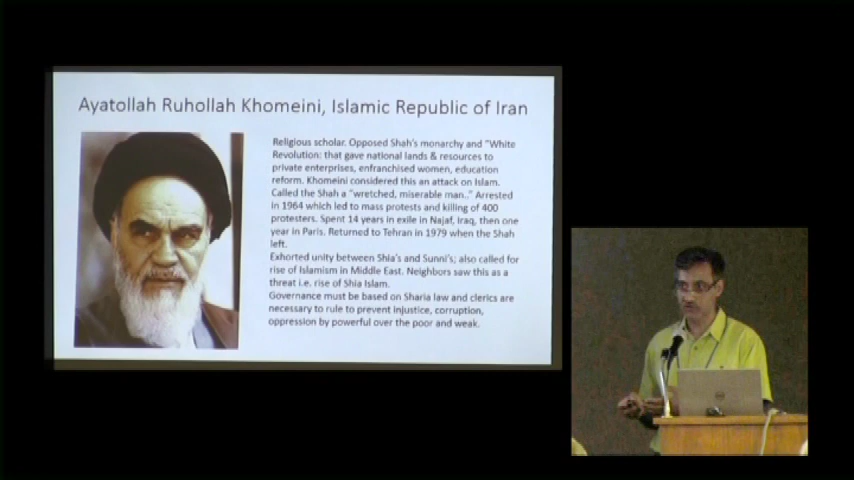 Ayatollah Ruhollah Khomeini, Islamic Republic of Iran
Religious scholar. Opposed Shah's monarchy and "White
Revolution: that gave national lands & resources to
private enterprises, enfranchised women, education
reform. Khomeini considered this an attack on Islam.
Called the Shah a "wretched, miserable man.." Arrested
in 1964 which led to mass protests and killing of 400
protesters. Spent 14 years in exile in Najaf, Iraq, then one
year in Paris. Returned to Tehran in 1979 when the Shah
left.
Exhorted unity between Shia's and Sunni's; also called for
rise of Islamism in Middle East. Neighbors saw this as a
threat i.e. rise of Shia Islam.
Governance must be based on Sharia law and clerics are
necessary to rule to prevent injustice, corruption,
oppression by powerful over the poor and weak.